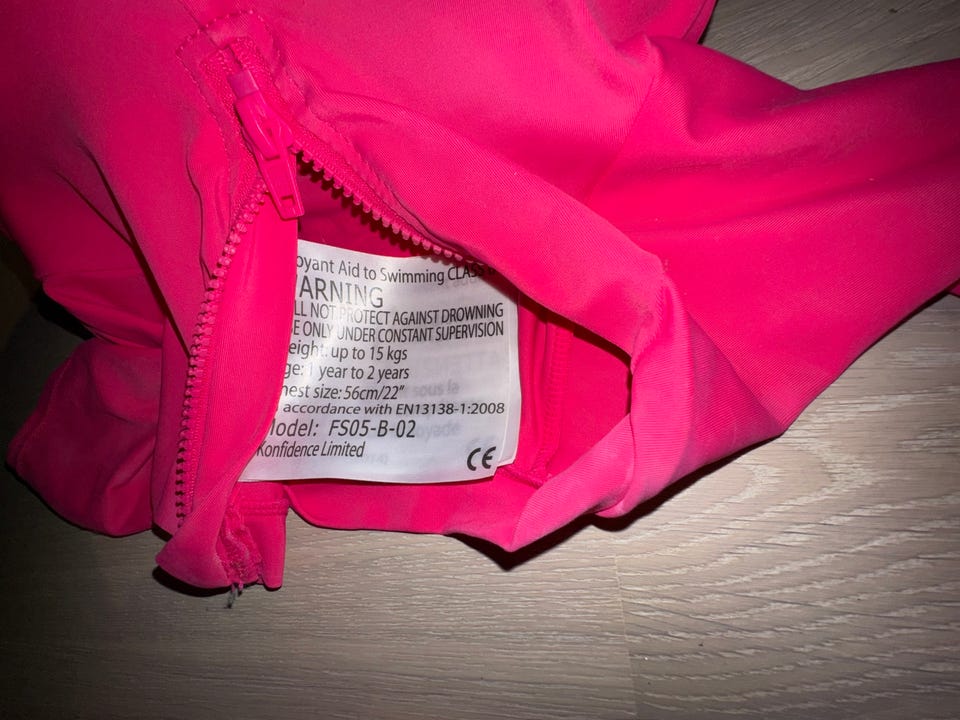 oyant Aid to Swimming CLASS
ARNING
LL NOT PROTECT AGAINST DROWNING
E ONLY UNDER CONSTANT SUPERVISION
eight: up to 15 kgs
ge: 1 year to 2 years
hest size: 56cm/22"
accordance with EN13138-1:2008
Model: FS05-B-02
Konfidence Limited
CE